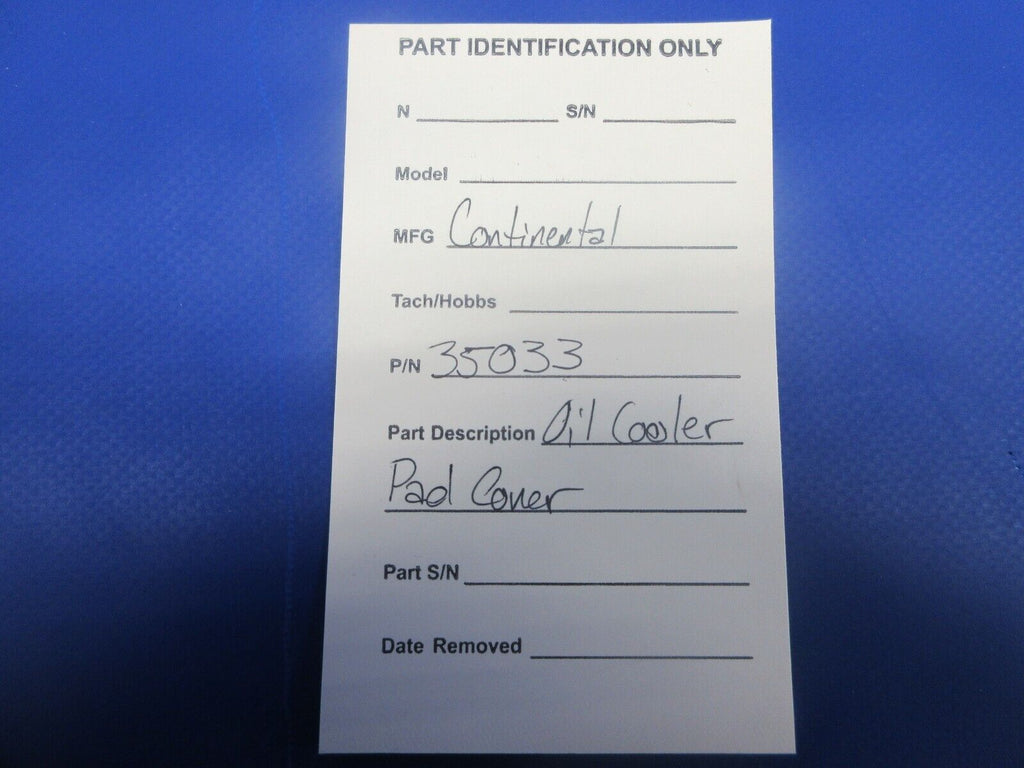 PART IDENTIFICATION ONLY
N S/N
Model
MFG Continental
Tach/Hobbs
P/N 35033
Part Description Oil Cooler
Pad Cover
Part S/N
Date Removed